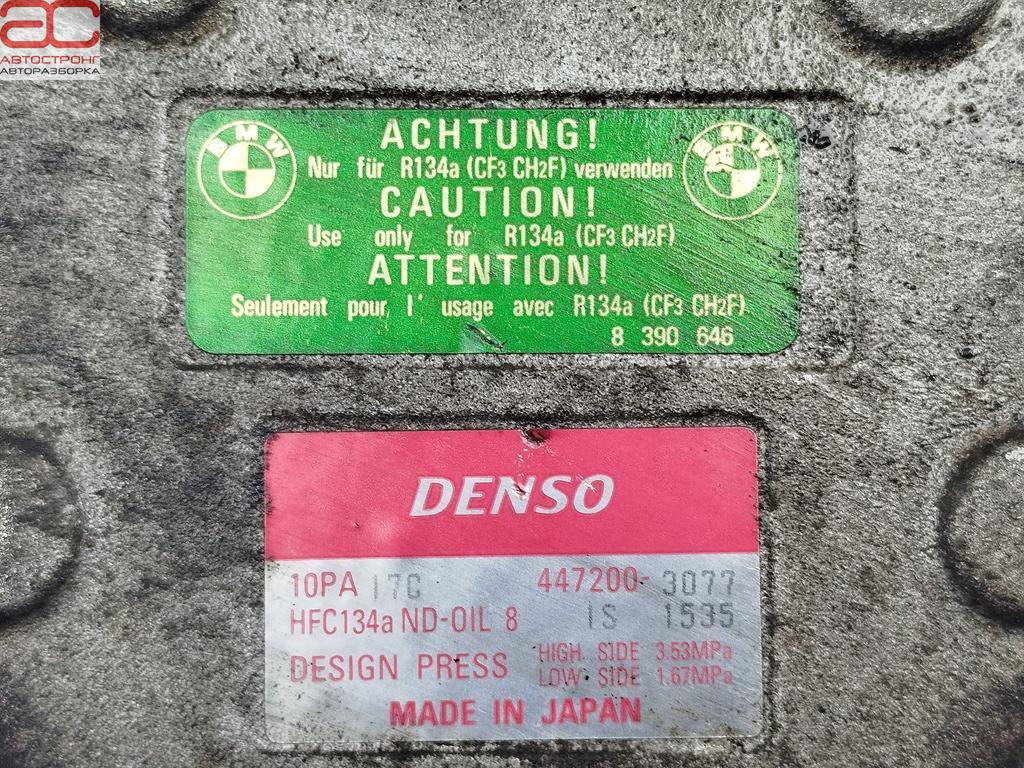 AC
АВТОСТРОНГ
АВТОРАЗБОРКА
BMW
BMW
ACHTUNG!
Nur für R134a (CF3 CH2F) verwenden
CAUTION!
Use only for R134a (CF3 CH2F)
ATTENTION!
Seulement pour l' usage avec R134a (CF3 CH2F)
8 390 646
DENSO
10PA 17C 447200-3077
HFC134a ND-OIL 8 IS 1.535
DESIGN PRESS HIGH SIDE 3.53MPa
LOW SIDE 1.67MPa
MADE IN JAPAN